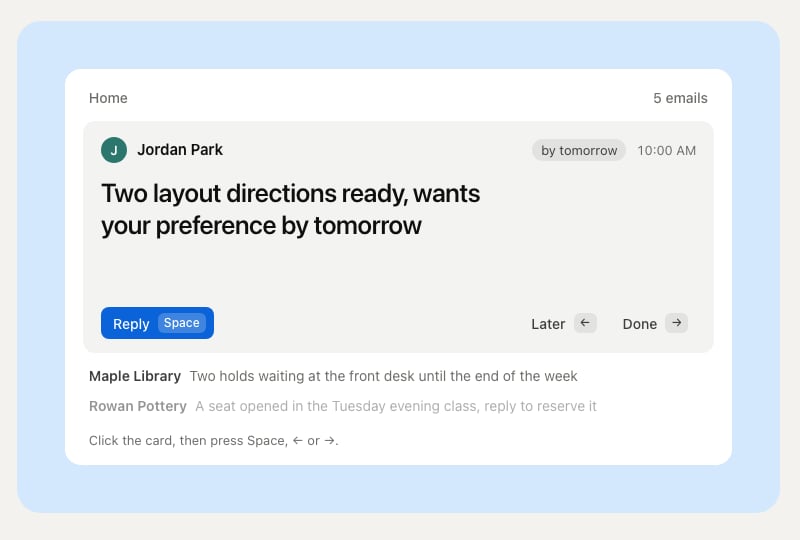 Home 5 emails
J Jordan Park by tomorrow 10:00 AM
Two layout directions ready, wants
your preference by tomorrow
Reply Space Later ← Done →
Maple Library Two holds waiting at the front desk until the end of the week
Rowan Pottery A seat opened in the Tuesday evening class, reply to reserve it
Click the card, then press Space, ← or →.